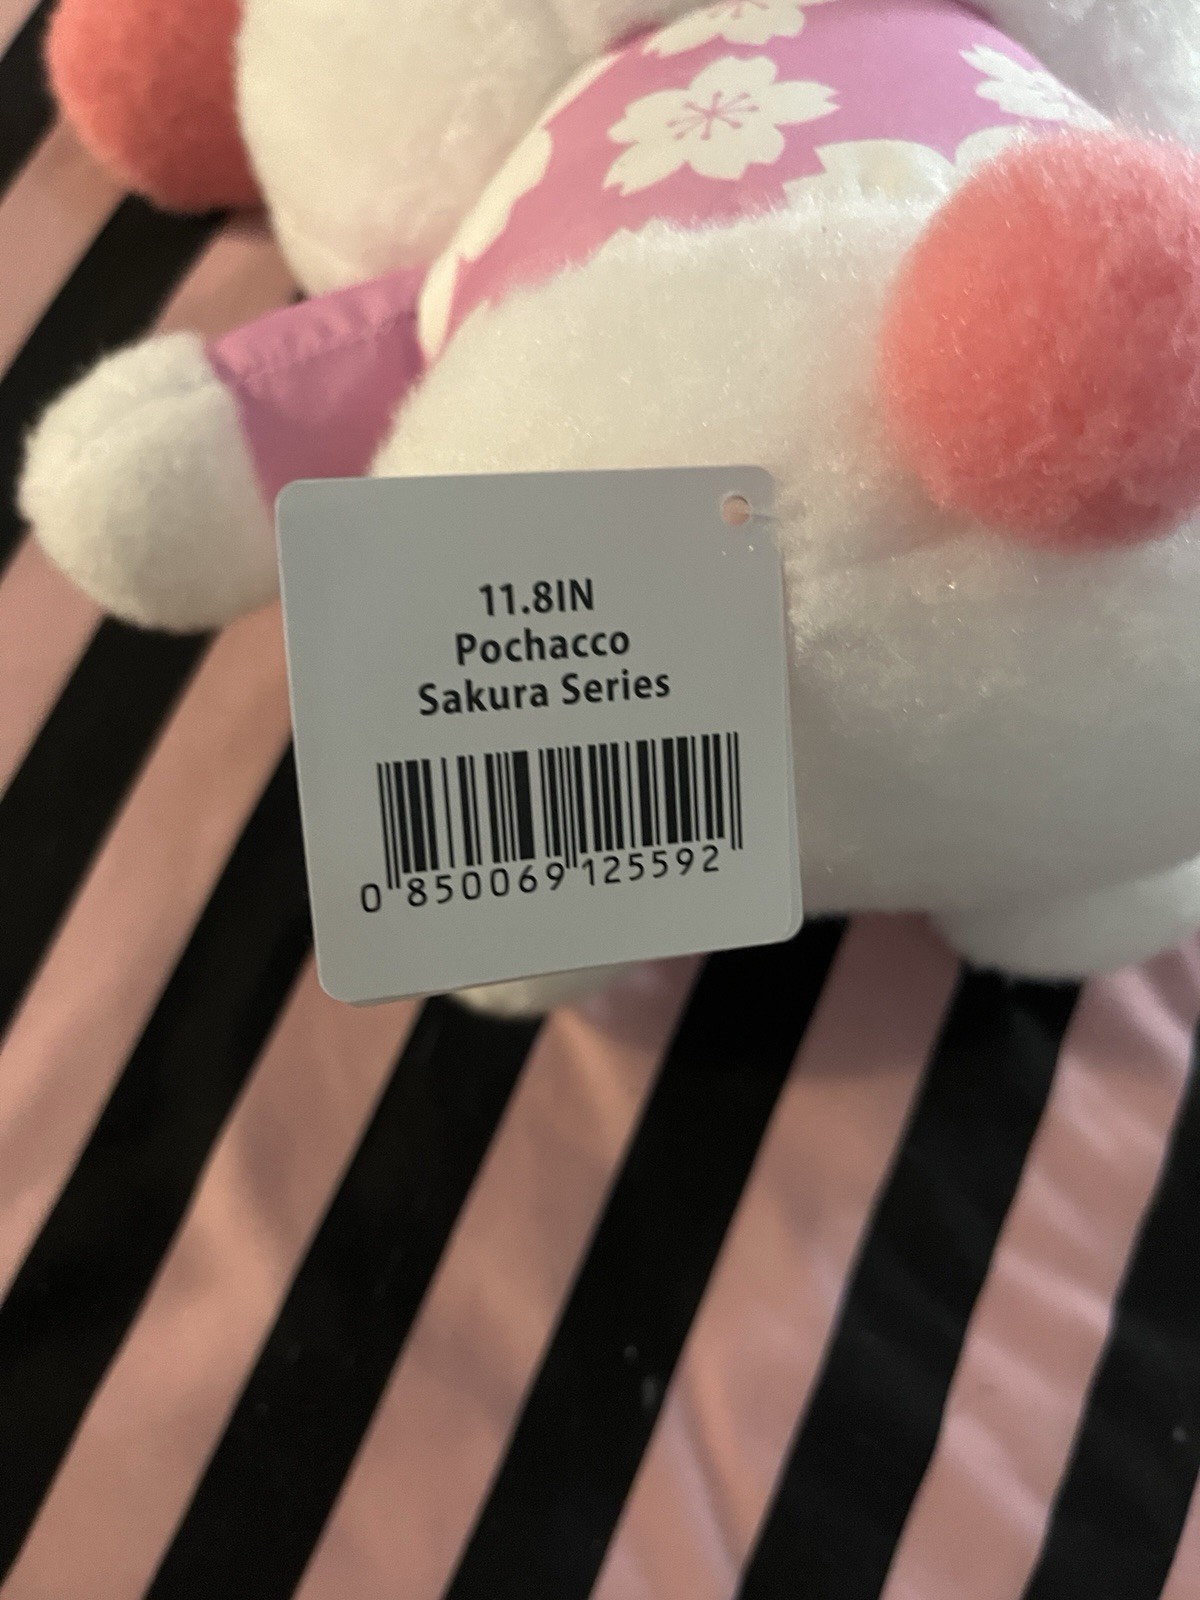 11.8IN
Pochacco
Sakura Series
0 850069 125592